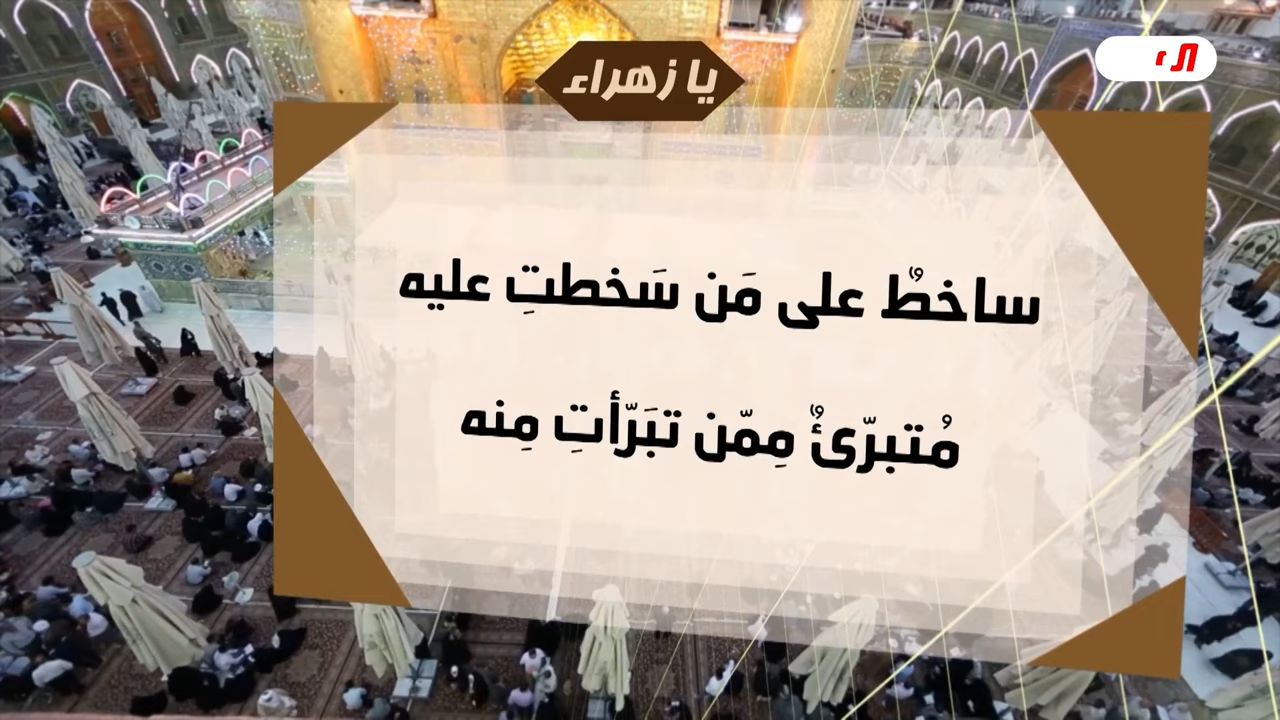 يا زهراء
ساخطٌ على مَن سَخطتِ عليه
مُتبرّئٌ مِمّن تبَرّأتِ مِنه